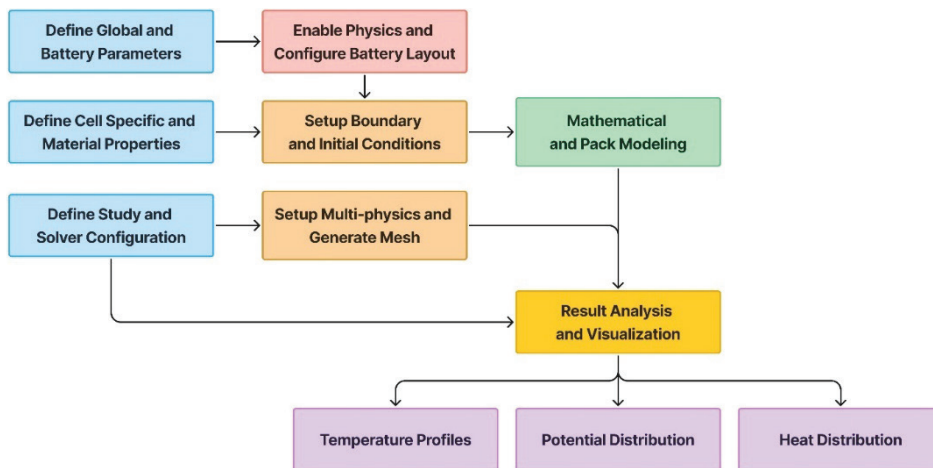 Define Global and
Battery Parameters
Enable Physics and
Configure Battery Layout
Define Cell Specific and
Material Properties
Setup Boundary
and Initial Conditions
Mathematical
and Pack Modeling
Define Study and
Solver Configuration
Setup Multi-physics and
Generate Mesh
Result Analysis
and Visualization
Temperature Profiles
Potential Distribution
Heat Distribution